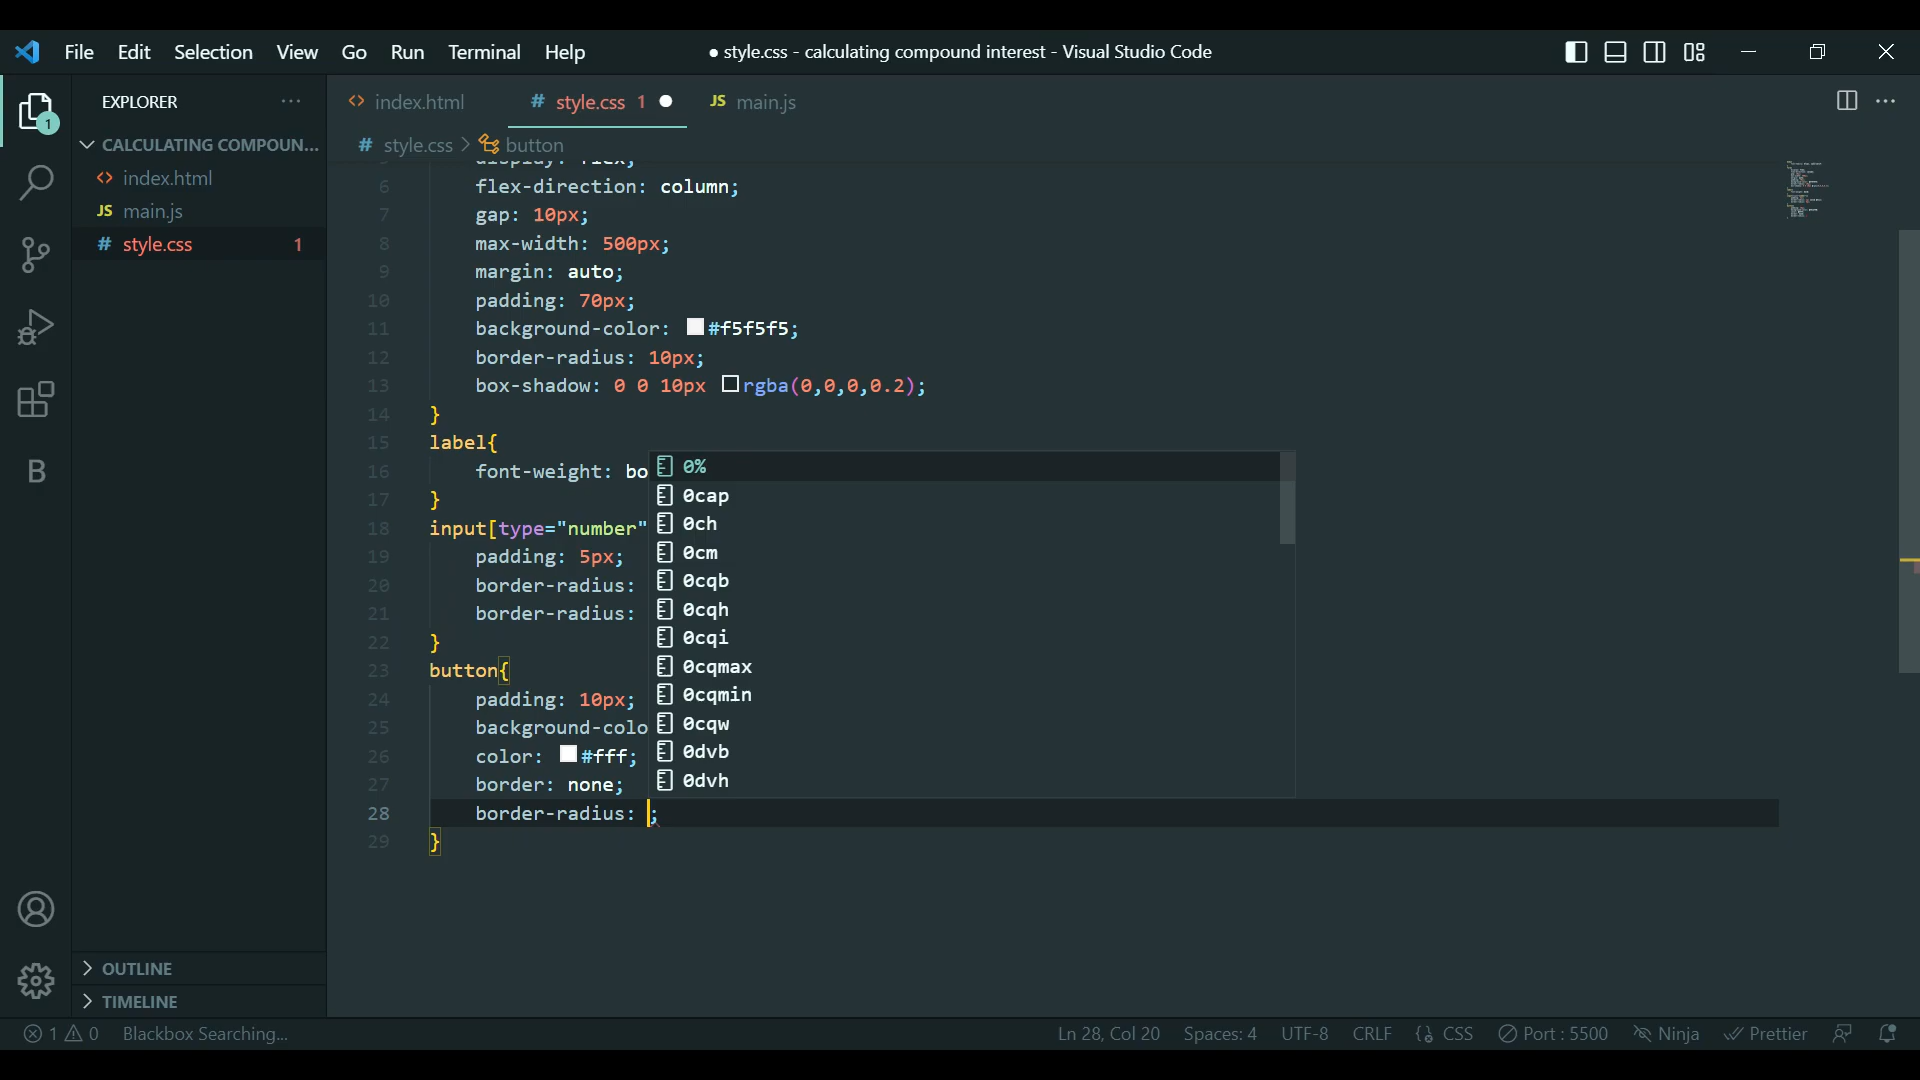 File Edit Selection View Go Run Terminal Help
● style.css - calculating compound interest - Visual Studio Code
EXPLORER ...
1
CALCULATING COMPOUN...
<> index.html
JS main.js
# style.css 1
B
OUTLINE
TIMELINE
<> index.html # style.css 1 ● JS main.js ...
# style.css > button
6 flex-direction: column;
7 gap: 10px;
8 max-width: 500px;
9 margin: auto;
10 padding: 70px;
11 background-color: #f5f5f5;
12 border-radius: 10px;
13 box-shadow: 0 0 10px rgba(0,0,0,0.2);
14 }
15 label{
16 font-weight: bo
17 }
18 input[type="number"
19 padding: 5px;
20 border-radius:
21 border-radius:
22 }
23 button{
24 padding: 10px;
25 background-colo
26 color: #fff;
27 border: none;
28 border-radius: ;
29 }
0%
0cap
0ch
0cm
0cqb
0cqh
0cqi
0cqmax
0cqmin
0cqw
0dvb
0dvh
1 0 Blackbox Searching... Ln 28, Col 20 Spaces: 4 UTF-8 CRLF {} CSS Port : 5500 Ninja Prettier